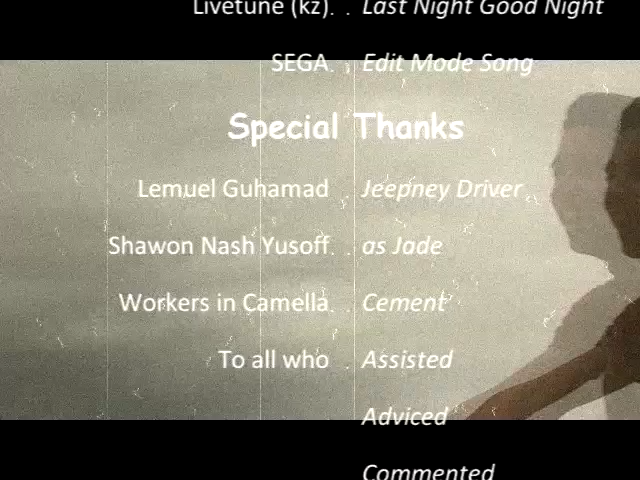 Livetune (kz). . Last Night Good Night
SEGA. . Edit Mode Song
Special Thanks
Lemuel Guhamad . Jeepney Driver
Shawon Nash Yusoff. . as Jade
Workers in Camella. . Cement
To all who . Assisted
Adviced
Commented